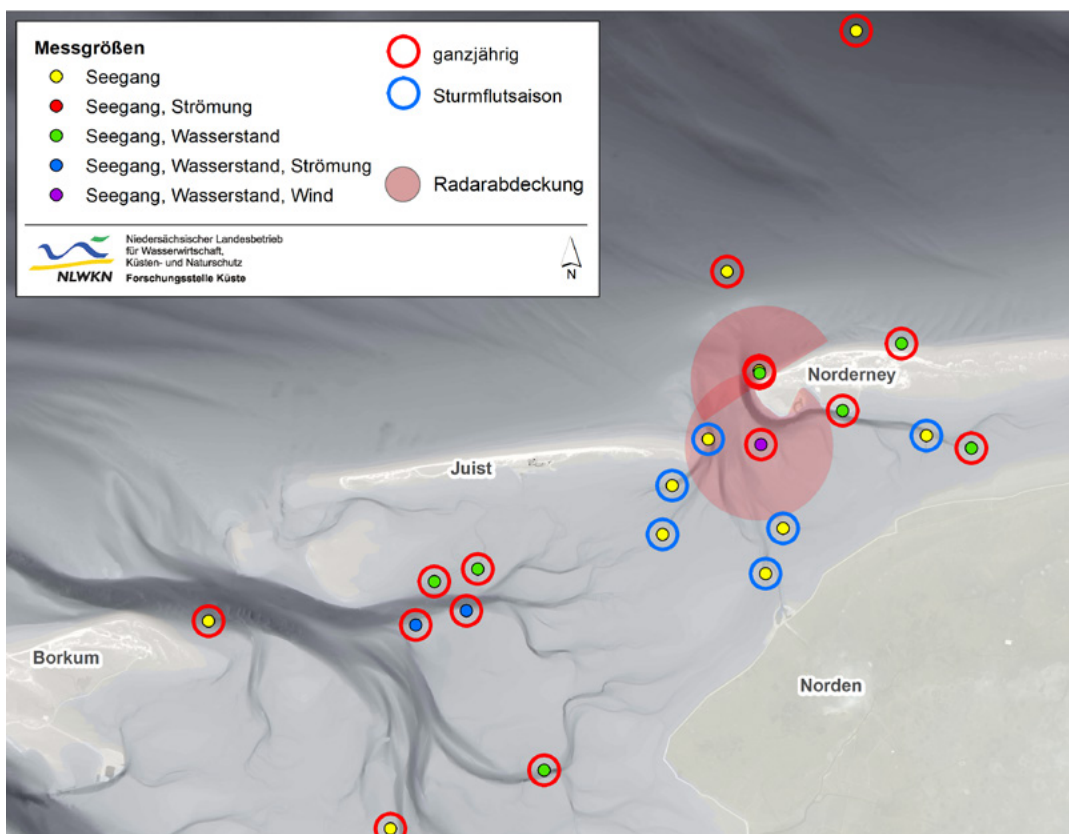 Messgrößen
Seegang
Seegang, Strömung
Seegang, Wasserstand
Seegang, Wasserstand, Strömung
Seegang, Wasserstand, Wind
ganzjährig
Sturmflutsaison
Radarabdeckung
NLWKN
Niedersächsischer Landesbetrieb
für Wasserwirtschaft,
Küsten- und Naturschutz
Forschungsstelle Küste
N
Norderney
Juist
Borkum
Norden